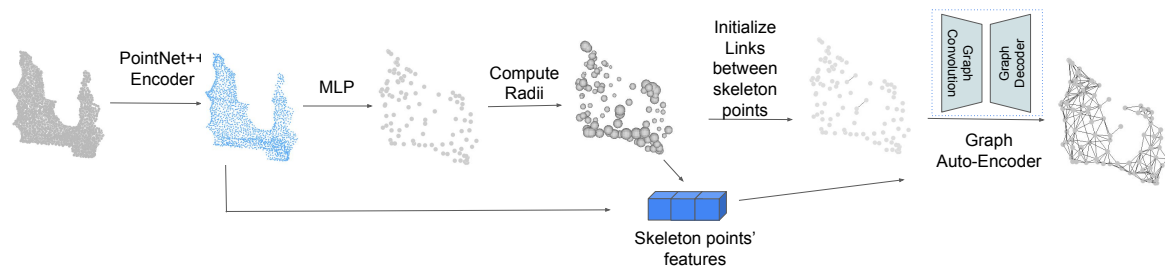 PointNet++
Encoder
MLP
Compute
Radii
Initialize
Links
between
skeleton
points
Graph
Convolution
Graph
Decoder
Graph
Auto-Encoder
Skeleton points'
features